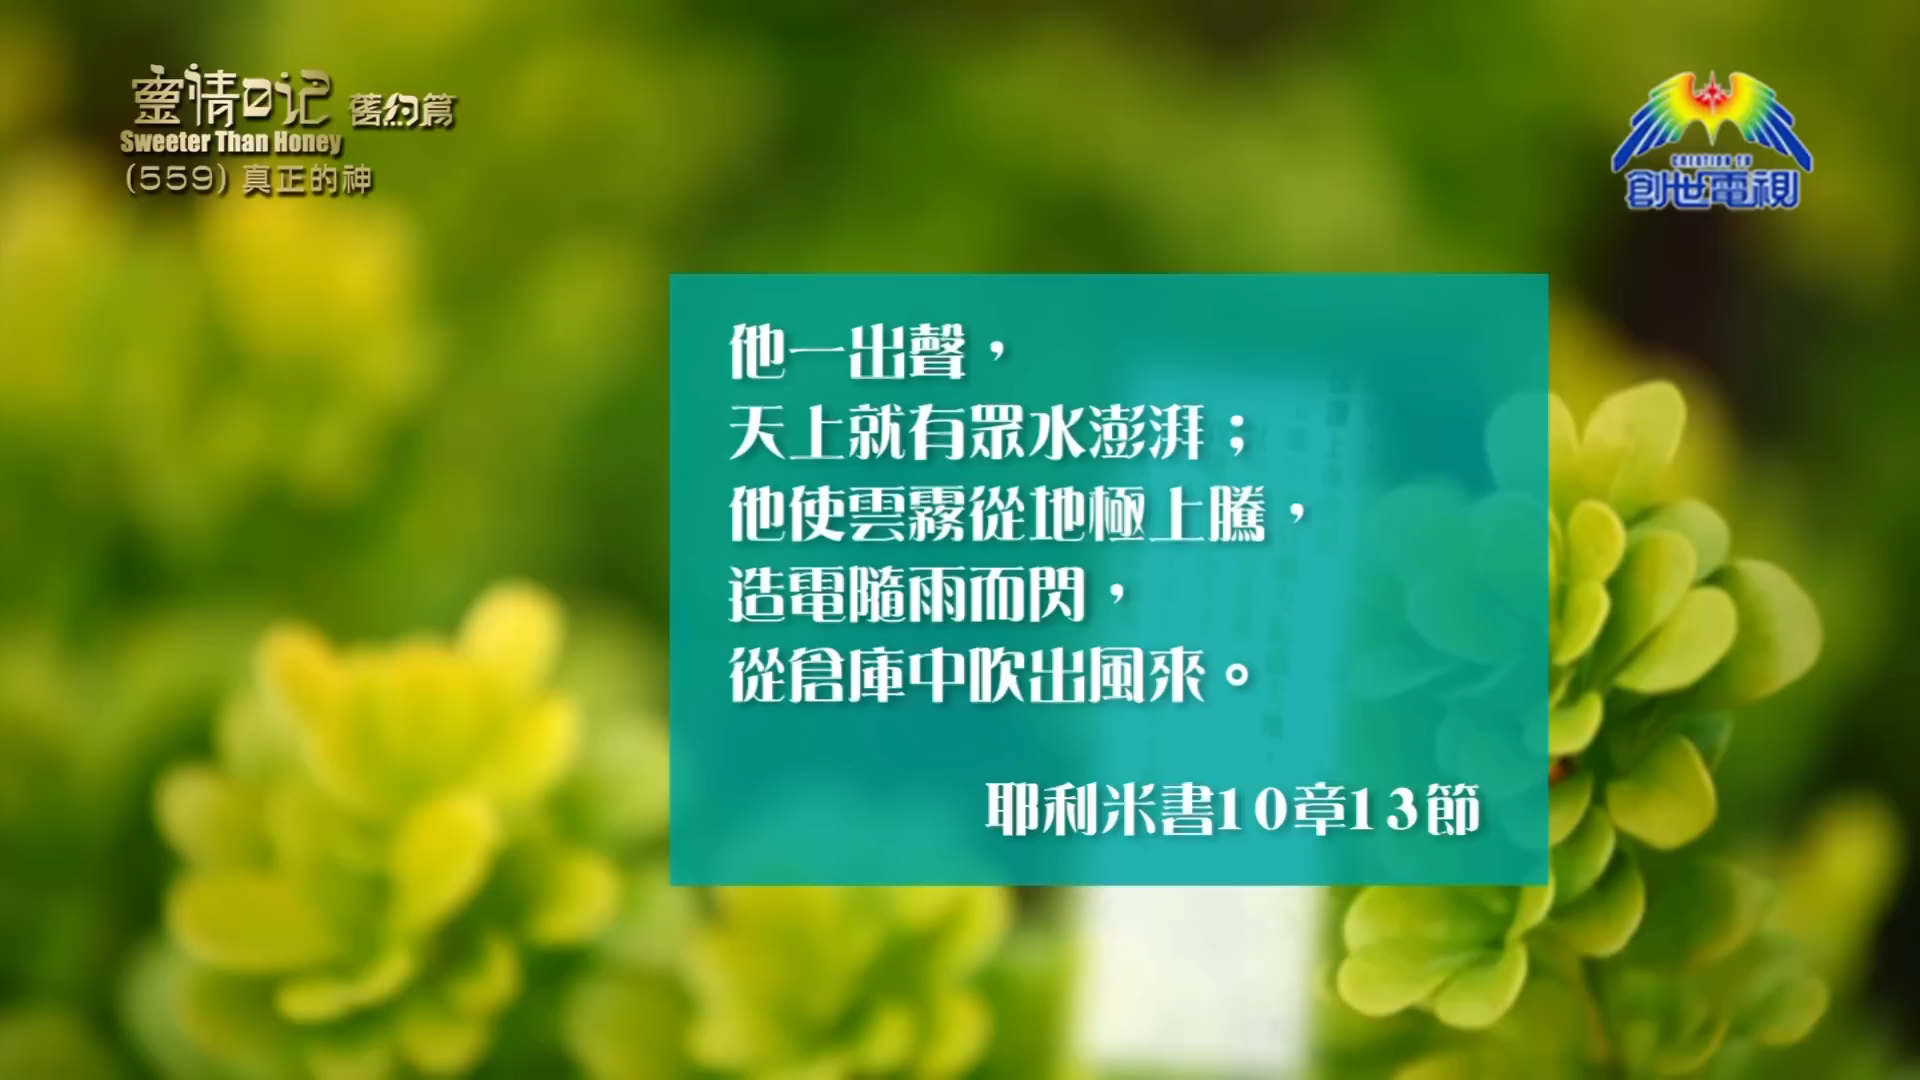 靈情日记 舊約篇
Sweeter Than Honey
(559) 真正的神
CREATION TV
創世電視
他一出聲，
天上就有眾水澎湃；
他使雲霧從地極上騰，
造電隨雨而閃，
從倉庫中吹出風來。
耶利米書10章13節